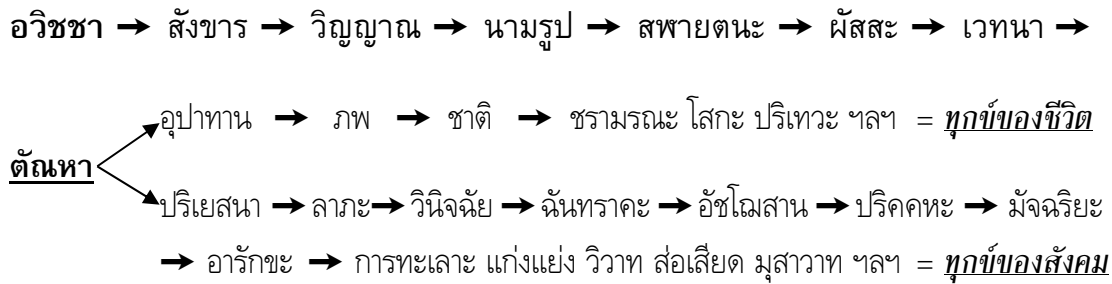 อวิชชา → สังขาร → วิญญาณ → นามรูป → สฬายตนะ → ผัสสะ → เวทนา →
อุปาทาน → ภพ → ชาติ → ชรามรณะ โสกะ ปริเทวะ ฯลฯ = ทุกข์ของชีวิต
ตัณหา
ปริเยสนา → ลาภะ → วินิจฉัย → ฉันทราคะ → อัชโฌสาน → ปริคคหะ → มัจฉริยะ
→ อารักขะ → การทะเลาะ แก่งแย่ง วิวาท ส่อเสียด มุสาวาท ฯลฯ = ทุกข์ของสังคม